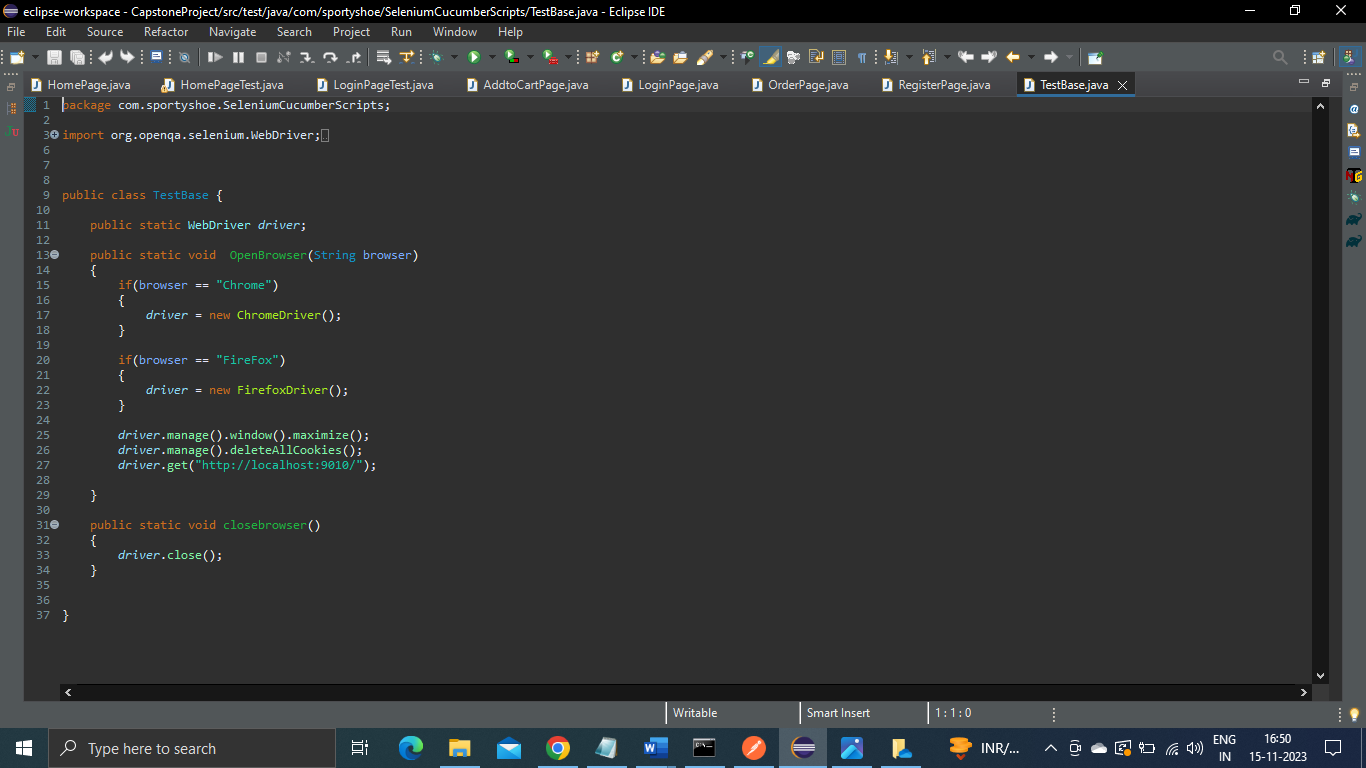 eclipse-workspace - CapstoneProject/src/test/java/com/sportyshoe/SeleniumCucumberScripts/TestBase.java - Eclipse IDE
File Edit Source Refactor Navigate Search Project Run Window Help
HomePage.java HomePageTest.java LoginPageTest.java AddtoCartPage.java LoginPage.java OrderPage.java RegisterPage.java TestBase.java
1 package com.sportyshoe.SeleniumCucumberScripts;
2
3 import org.openqa.selenium.WebDriver;
6
7
8
9 public class TestBase {
10
11 public static WebDriver driver;
12
13 public static void  OpenBrowser(String browser)
14 {
15 if(browser == "Chrome")
16 {
17 driver = new ChromeDriver();
18 }
19
20 if(browser == "FireFox")
21 {
22 driver = new FirefoxDriver();
23 }
24
25 driver.manage().window().maximize();
26 driver.manage().deleteAllCookies();
27 driver.get("http://localhost:9010/");
28
29 }
30
31 public static void closebrowser()
32 {
33 driver.close();
34 }
35
36
37 }
Writable Smart Insert 1 : 1 : 0
Type here to search INR/... ENG 16:50
IN 15-11-2023